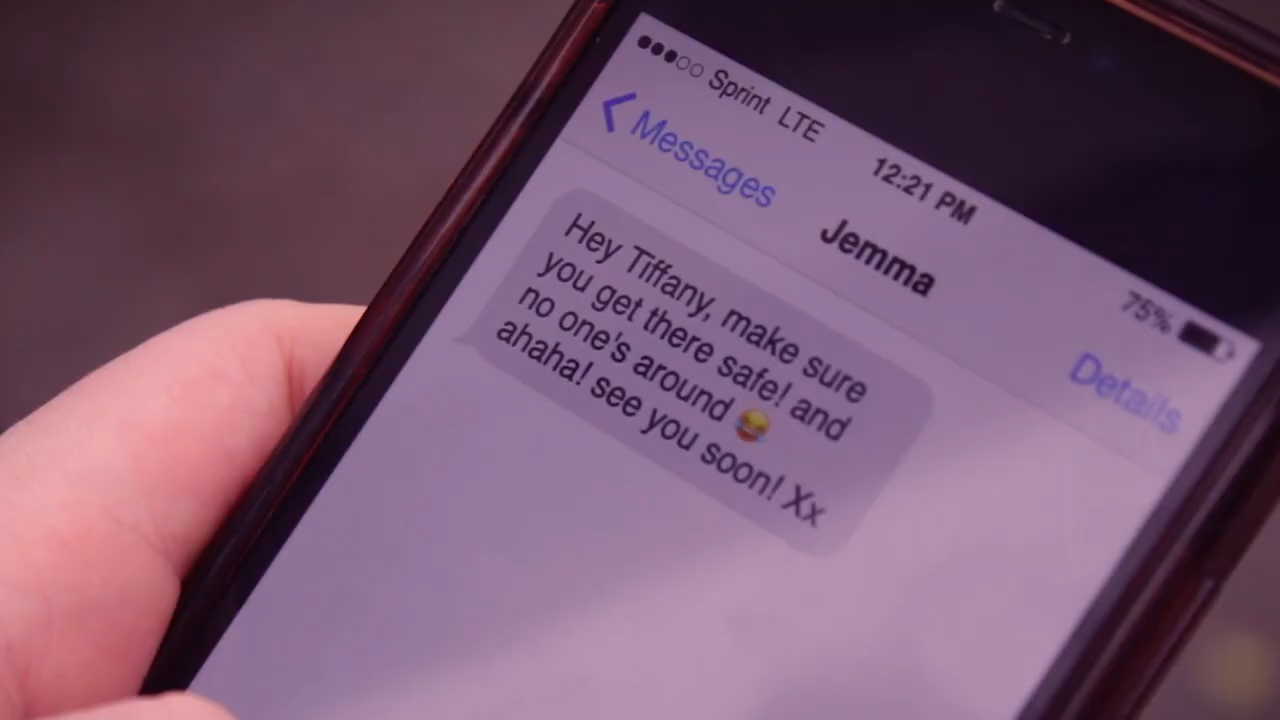 Sprint LTE
12:21 PM
75%
Messages
Jemma
Details
Hey Tiffany, make sure
you get there safe! and
no one's around 😂
ahaha! see you soon! Xx